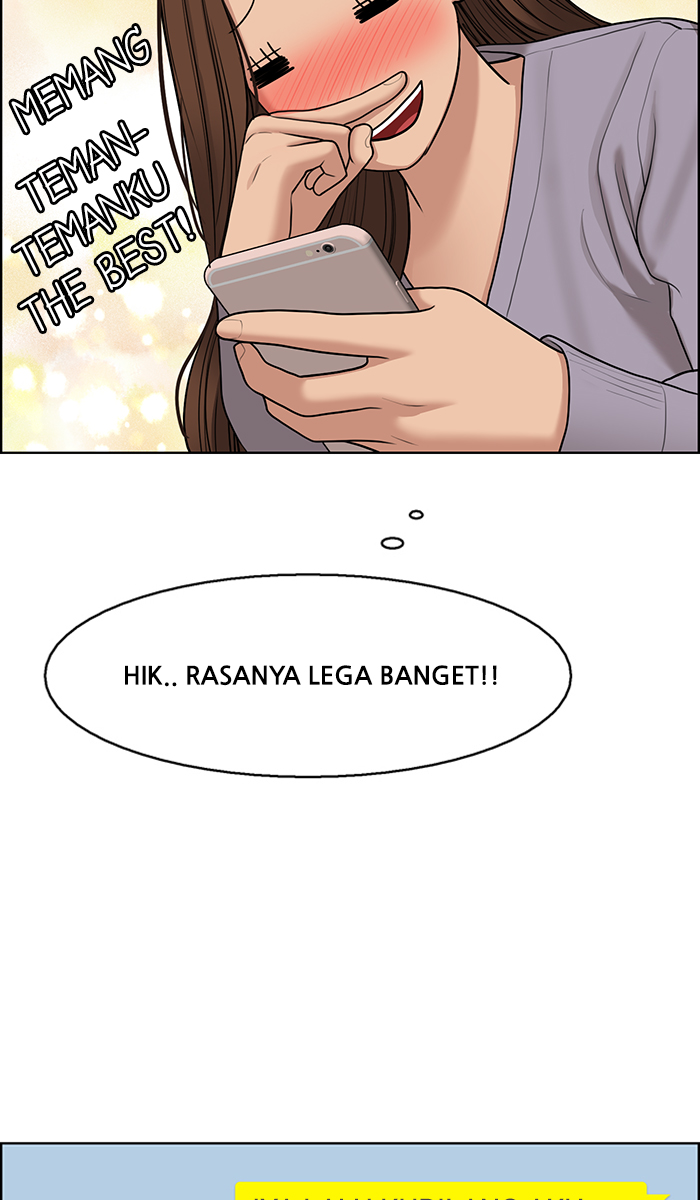 MEMANG
TEMAN-
TEMANKU
THE BEST!
HIK.. RASANYA LEGA BANGET!!